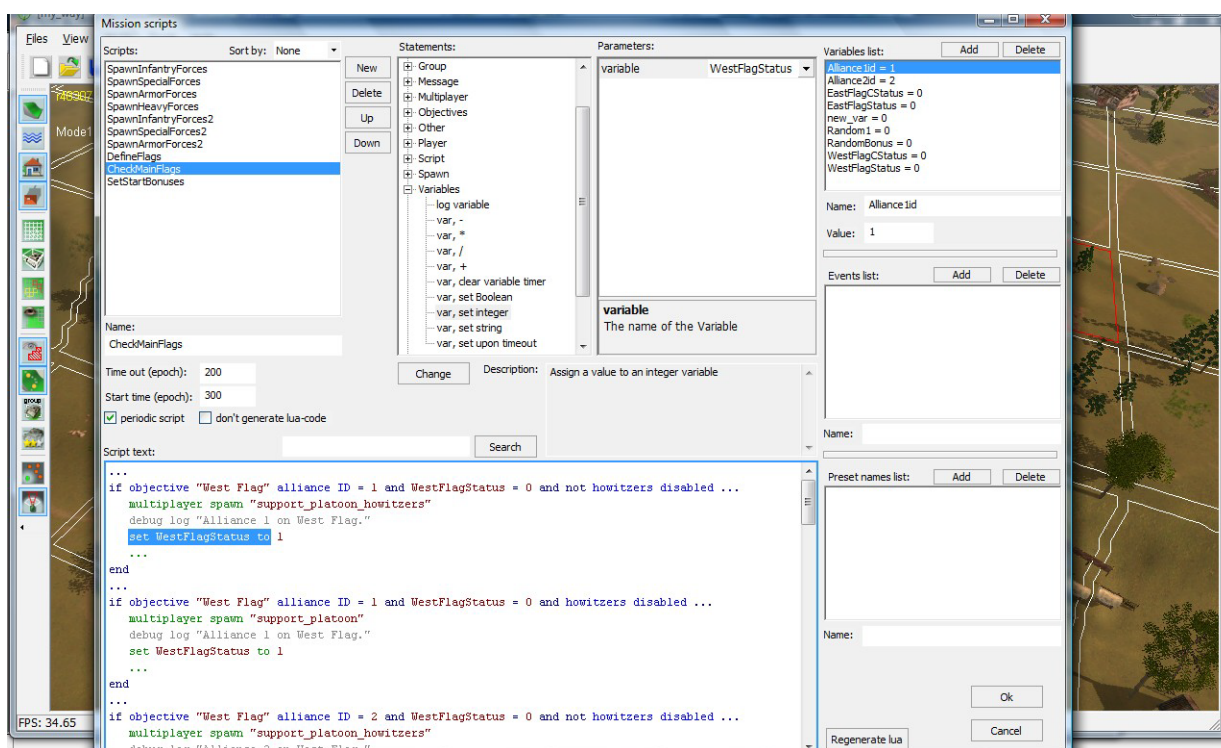 [my_way]
Mission scripts
Files View
Scripts:
Sort by: None
SpawnInfantryForces
SpawnSpecialForces
SpawnArmorForces
SpawnHeavyForces
SpawnInfantryForces2
SpawnSpecialForces2
SpawnArmorForces2
DefineFlags
CheckMainFlags
SetStartBonuses
New
Delete
Up
Down
Name:
CheckMainFlags
Time out (epoch): 200
Start time (epoch): 300
periodic script don't generate lua-code
Statements:
Group
Message
Multiplayer
Objectives
Other
Player
Script
Spawn
Variables
log variable
var, -
var, *
var, /
var, +
var, clear variable timer
var, set Boolean
var, set integer
var, set string
var, set upon timeout
Change
Description: Assign a value to an integer variable
Parameters:
variable WestFlagStatus
variable
The name of the Variable
Variables list: Add Delete
Alliance1id = 1
Alliance2id = 2
EastFlagCStatus = 0
EastFlagStatus = 0
new_var = 0
Random1 = 0
RandomBonus = 0
WestFlagCStatus = 0
WestFlagStatus = 0
Name: Alliance1id
Value: 1
Events list: Add Delete
Name:
Preset names list: Add Delete
Name:
Script text:
Search
...
if objective "West Flag" alliance ID = 1 and WestFlagStatus = 0 and not howitzers disabled ...
multiplayer spawn "support_platoon_howitzers"
debug log "Alliance 1 on West Flag."
set WestFlagStatus to 1
...
end
...
if objective "West Flag" alliance ID = 1 and WestFlagStatus = 0 and howitzers disabled ...
multiplayer spawn "support_platoon"
debug log "Alliance 1 on West Flag."
set WestFlagStatus to 1
...
end
...
if objective "West Flag" alliance ID = 2 and WestFlagStatus = 0 and not howitzers disabled ...
multiplayer spawn "support_platoon_howitzers"
Ok
Cancel
Regenerate lua
group
FPS: 34.65